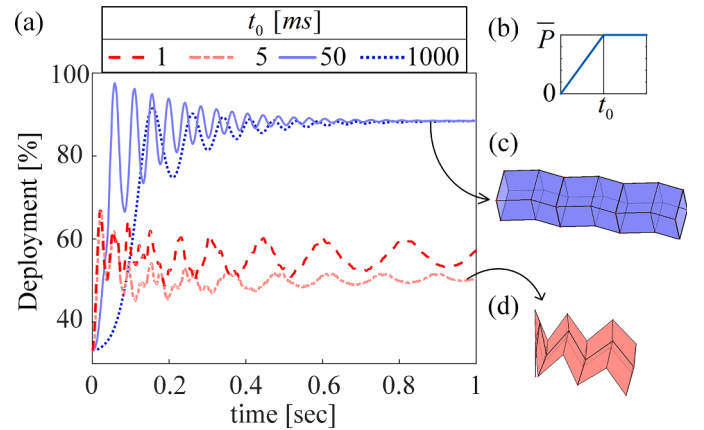 (a)
t₀ [ms]
1 5 50 1000
Deployment [%]
100
80
60
40
0 0.2 0.4 0.6 0.8 1
time [sec]
(b)
P̅
0
t₀
(c)
(d)